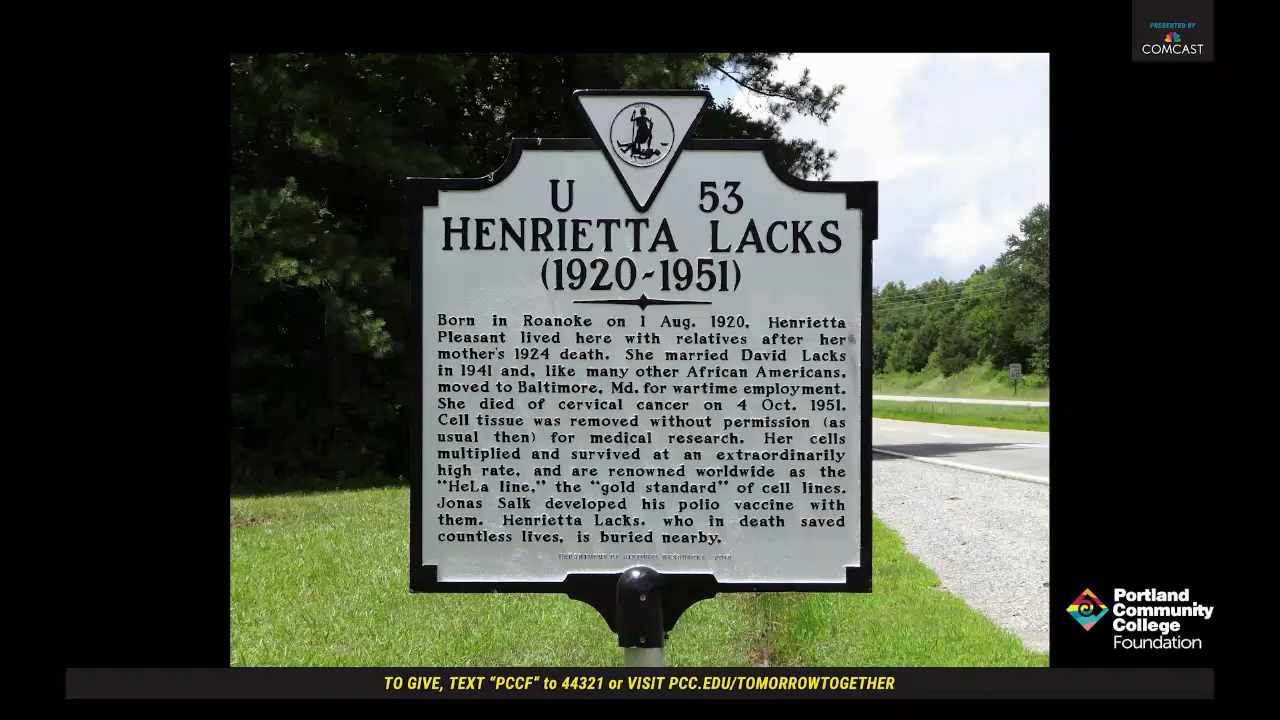 PRESENTED BY
COMCAST
U 53
HENRIETTA LACKS
(1920-1951)
Born in Roanoke on 1 Aug. 1920, Henrietta
Pleasant lived here with relatives after her
mother's 1924 death. She married David Lacks
in 1941 and, like many other African Americans,
moved to Baltimore, Md. for wartime employment.
She died of cervical cancer on 4 Oct. 1951.
Cell tissue was removed without permission (as
usual then) for medical research. Her cells
multiplied and survived at an extraordinarily
high rate, and are renowned worldwide as the
"HeLa line," the "gold standard" of cell lines.
Jonas Salk developed his polio vaccine with
them. Henrietta Lacks, who in death saved
countless lives, is buried nearby.
DEPARTMENT OF HISTORIC RESOURCES,
Portland
Community
College
Foundation
TO GIVE, TEXT "PCCF" to 44321 or VISIT PCC.EDU/TOMORROWTOGETHER